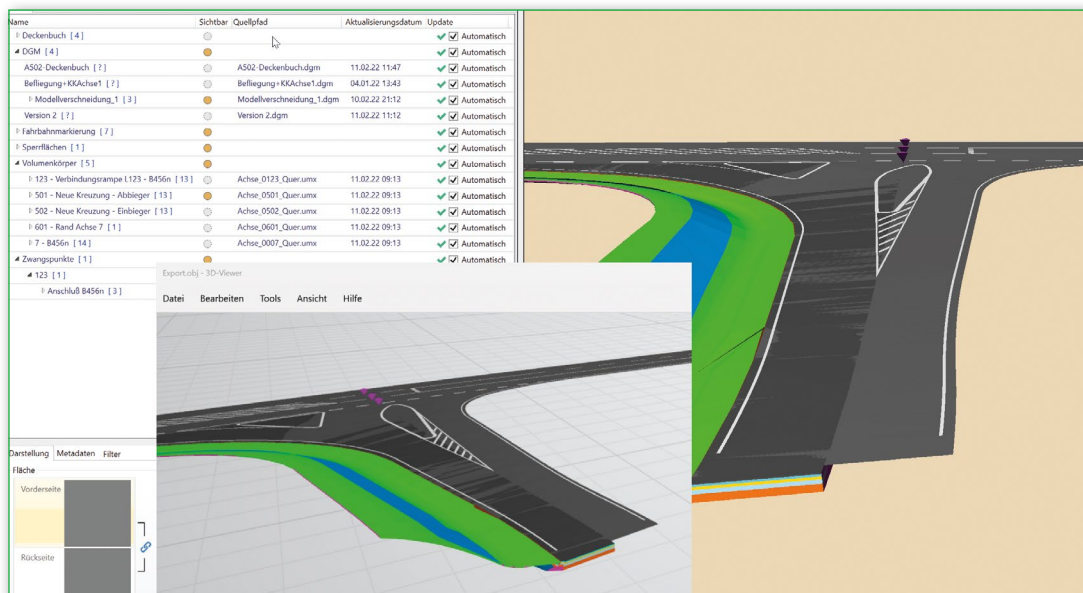 Name Sichtbar Quellpfad Aktualisierungsdatum Update
Deckenbuch [ 4 ] Automatisch
DGM [ 4 ] Automatisch
A502-Deckenbuch [ ? ] A502-Deckenbuch.dgm 11.02.22 11:47 Automatisch
Befliegung+KKAchse1 [ ? ] Befliegung+KKAchse1.dgm 04.01.22 13:43 Automatisch
Modellverschneidung_1 [ 3 ] Modellverschneidung_1.dgm 10.02.22 21:12 Automatisch
Version 2 [ ? ] Version 2.dgm 11.02.22 11:12 Automatisch
Fahrbahnmarkierung [ 7 ] Automatisch
Sperrflächen [ 1 ] Automatisch
Volumenkörper [ 5 ] Automatisch
123 - Verbindungsrampe L123 - B456n [ 13 ] Achse_0123_Quer.umx 11.02.22 09:13 Automatisch
501 - Neue Kreuzung - Abbieger [ 13 ] Achse_0501_Quer.umx 11.02.22 09:13 Automatisch
502 - Neue Kreuzung - Einbieger [ 13 ] Achse_0502_Quer.umx 11.02.22 09:13 Automatisch
601 - Rand Achse 7 [ 1 ] Achse_0601_Quer.umx 11.02.22 09:13 Automatisch
7 - B456n [ 14 ] Achse_0007_Quer.umx 11.02.22 09:13 Automatisch
Zwangspunkte [ 1 ] Automatisch
123 [ 1 ]
Anschluß B456n [ 3 ]
Export.obj - 3D-Viewer
Datei Bearbeiten Tools Ansicht Hilfe
Darstellung Metadaten Filter
Fläche
Vorderseite
Rückseite